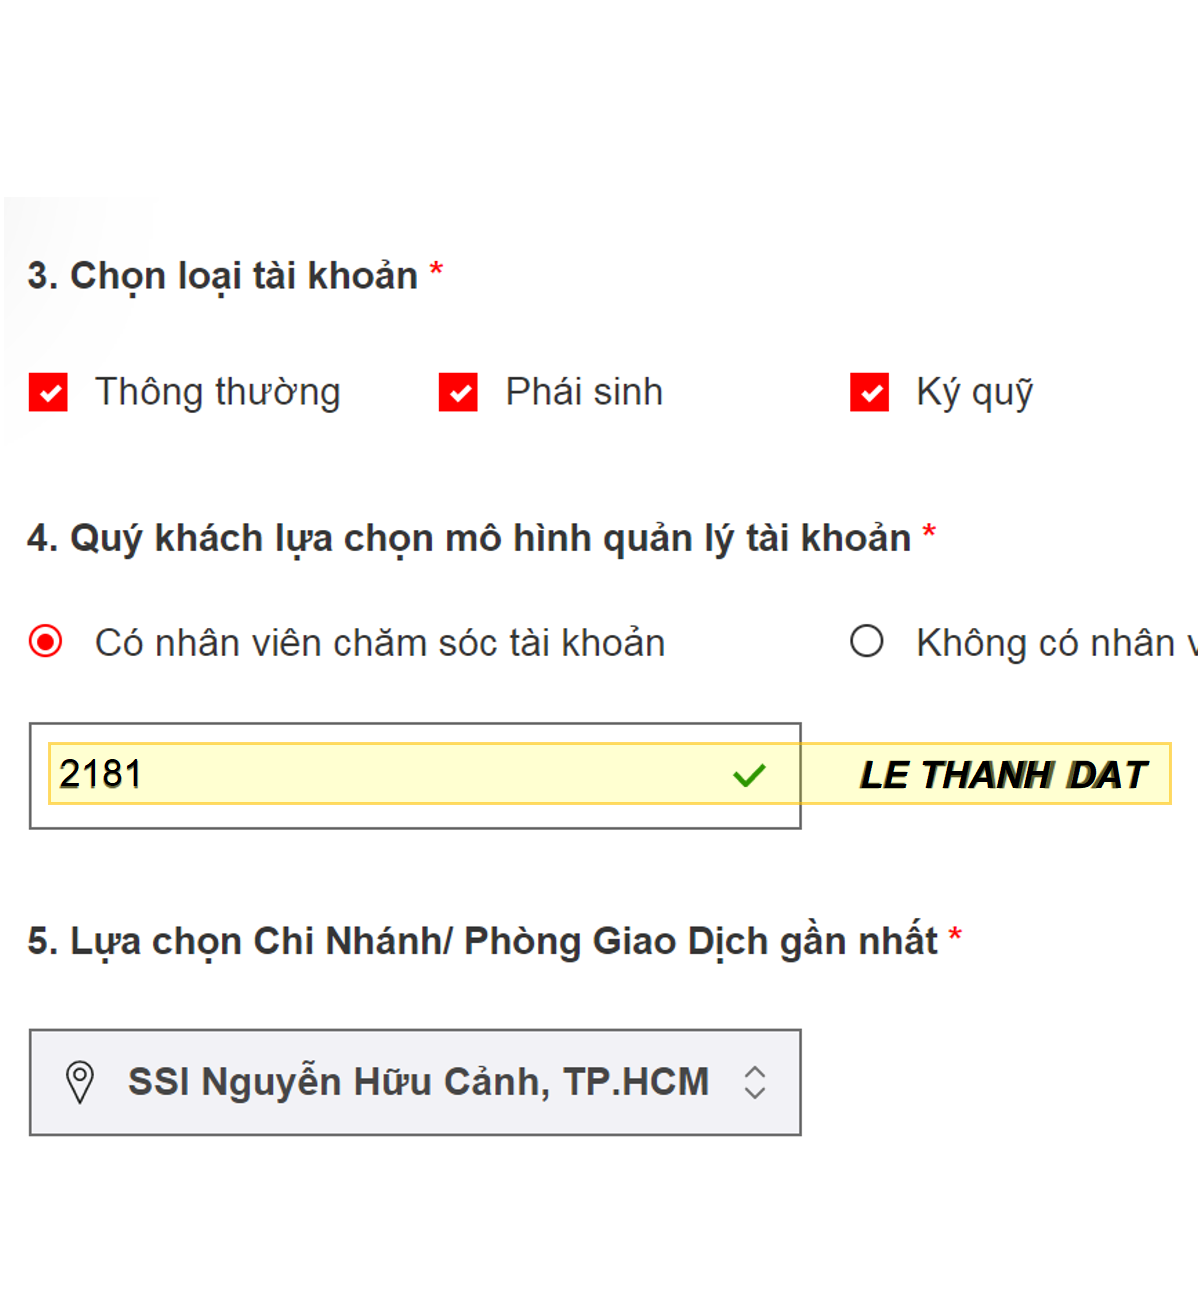 3. Chọn loại tài khoản *
Thông thường Phái sinh Ký quỹ
4. Quý khách lựa chọn mô hình quản lý tài khoản *
Có nhân viên chăm sóc tài khoản Không có nhân v
2181 LE THANH DAT
5. Lựa chọn Chi Nhánh/ Phòng Giao Dịch gần nhất *
SSI Nguyễn Hữu Cảnh, TP.HCM